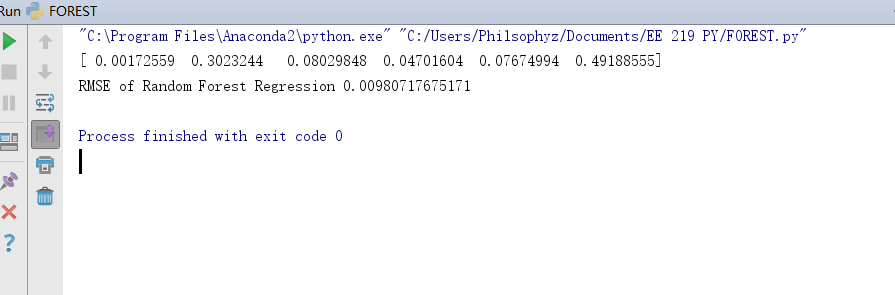 Run FOREST
"C:\Program Files\Anaconda2\python.exe" "C:/Users/Philsophyz/Documents/EE 219 PY/FOREST.py"
[ 0.00172559 0.3023244 0.08029848 0.04701604 0.07674994 0.49188555]
RMSE of Random Forest Regression 0.00980717675171
Process finished with exit code 0